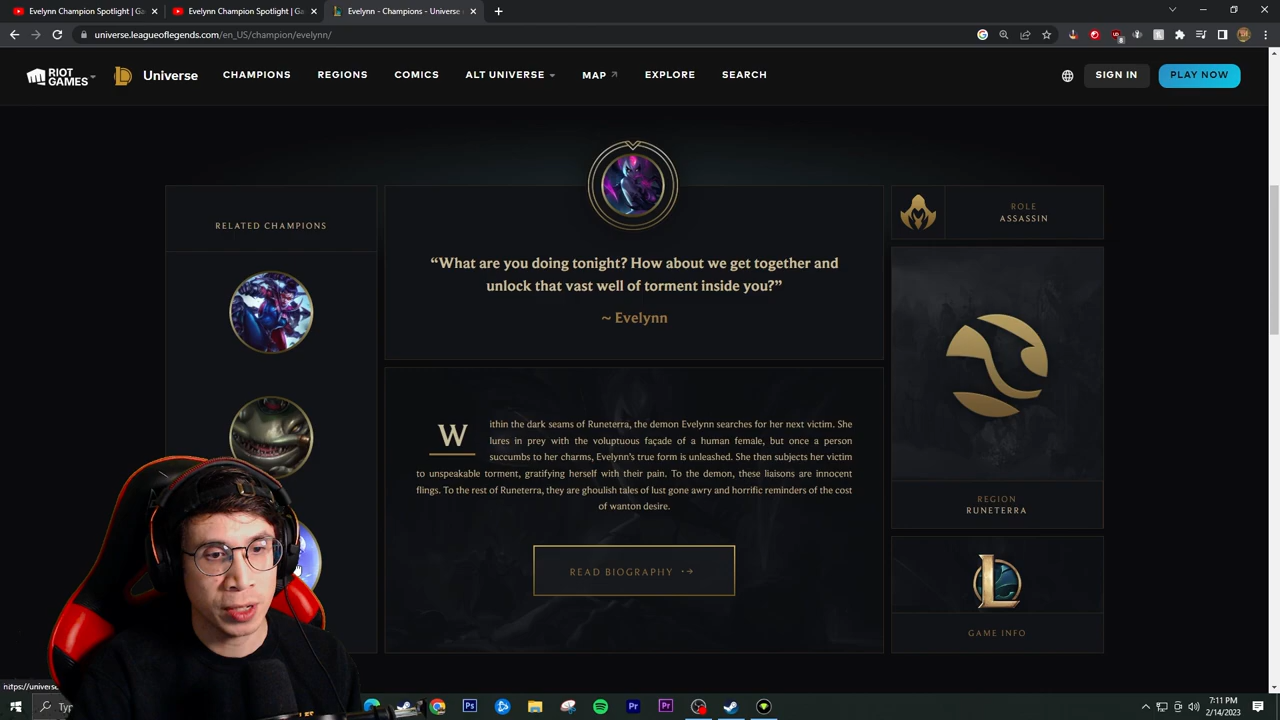 Evelynn Champion Spotlight | Ga
Evelynn Champion Spotlight | Ga
Evelynn - Champions - Universe
universe.leagueoflegends.com/en_US/champion/evelynn/
RIOT GAMES
Universe
CHAMPIONS
REGIONS
COMICS
ALT UNIVERSE
MAP
EXPLORE
SEARCH
SIGN IN
PLAY NOW
RELATED CHAMPIONS
“What are you doing tonight? How about we get together and
unlock that vast well of torment inside you?”
~ Evelynn
Within the dark seams of Runeterra, the demon Evelynn searches for her next victim. She
lures in prey with the voluptuous façade of a human female, but once a person
succumbs to her charms, Evelynn's true form is unleashed. She then subjects her victim
to unspeakable torment, gratifying herself with their pain. To the demon, these liaisons are innocent
flings. To the rest of Runeterra, they are ghoulish tales of lust gone awry and horrific reminders of the cost
of wanton desire.
READ BIOGRAPHY
ROLE
ASSASSIN
REGION
RUNETERRA
GAME INFO
https://universe
Ty
7:11 PM
2/14/2023